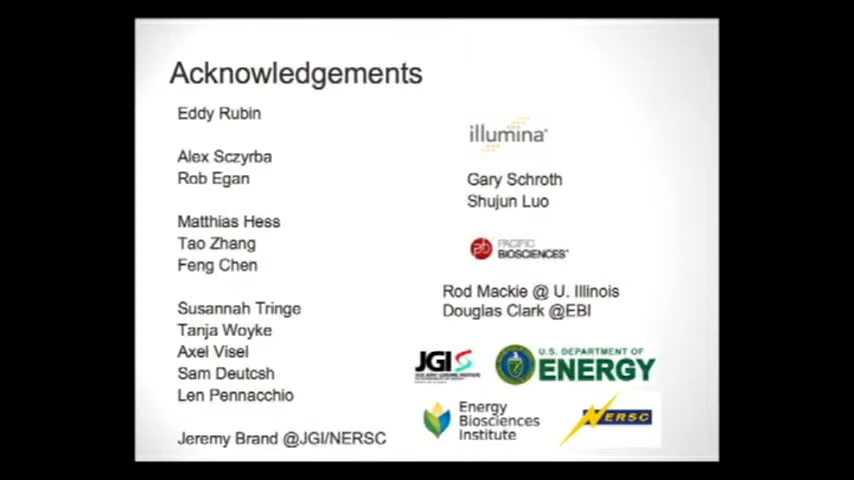 Acknowledgements
Eddy Rubin
Alex Sczyrba
Rob Egan
Matthias Hess
Tao Zhang
Feng Chen
Susannah Tringe
Tanja Woyke
Axel Visel
Sam Deutcsh
Len Pennacchio
Jeremy Brand @JGI/NERSC
illumina
Gary Schroth
Shujun Luo
PACIFIC
BIOSCIENCES
Rod Mackie @ U. Illinois
Douglas Clark @EBI
JGI
U.S. DEPARTMENT OF
ENERGY
Energy
Biosciences
Institute
NERSC